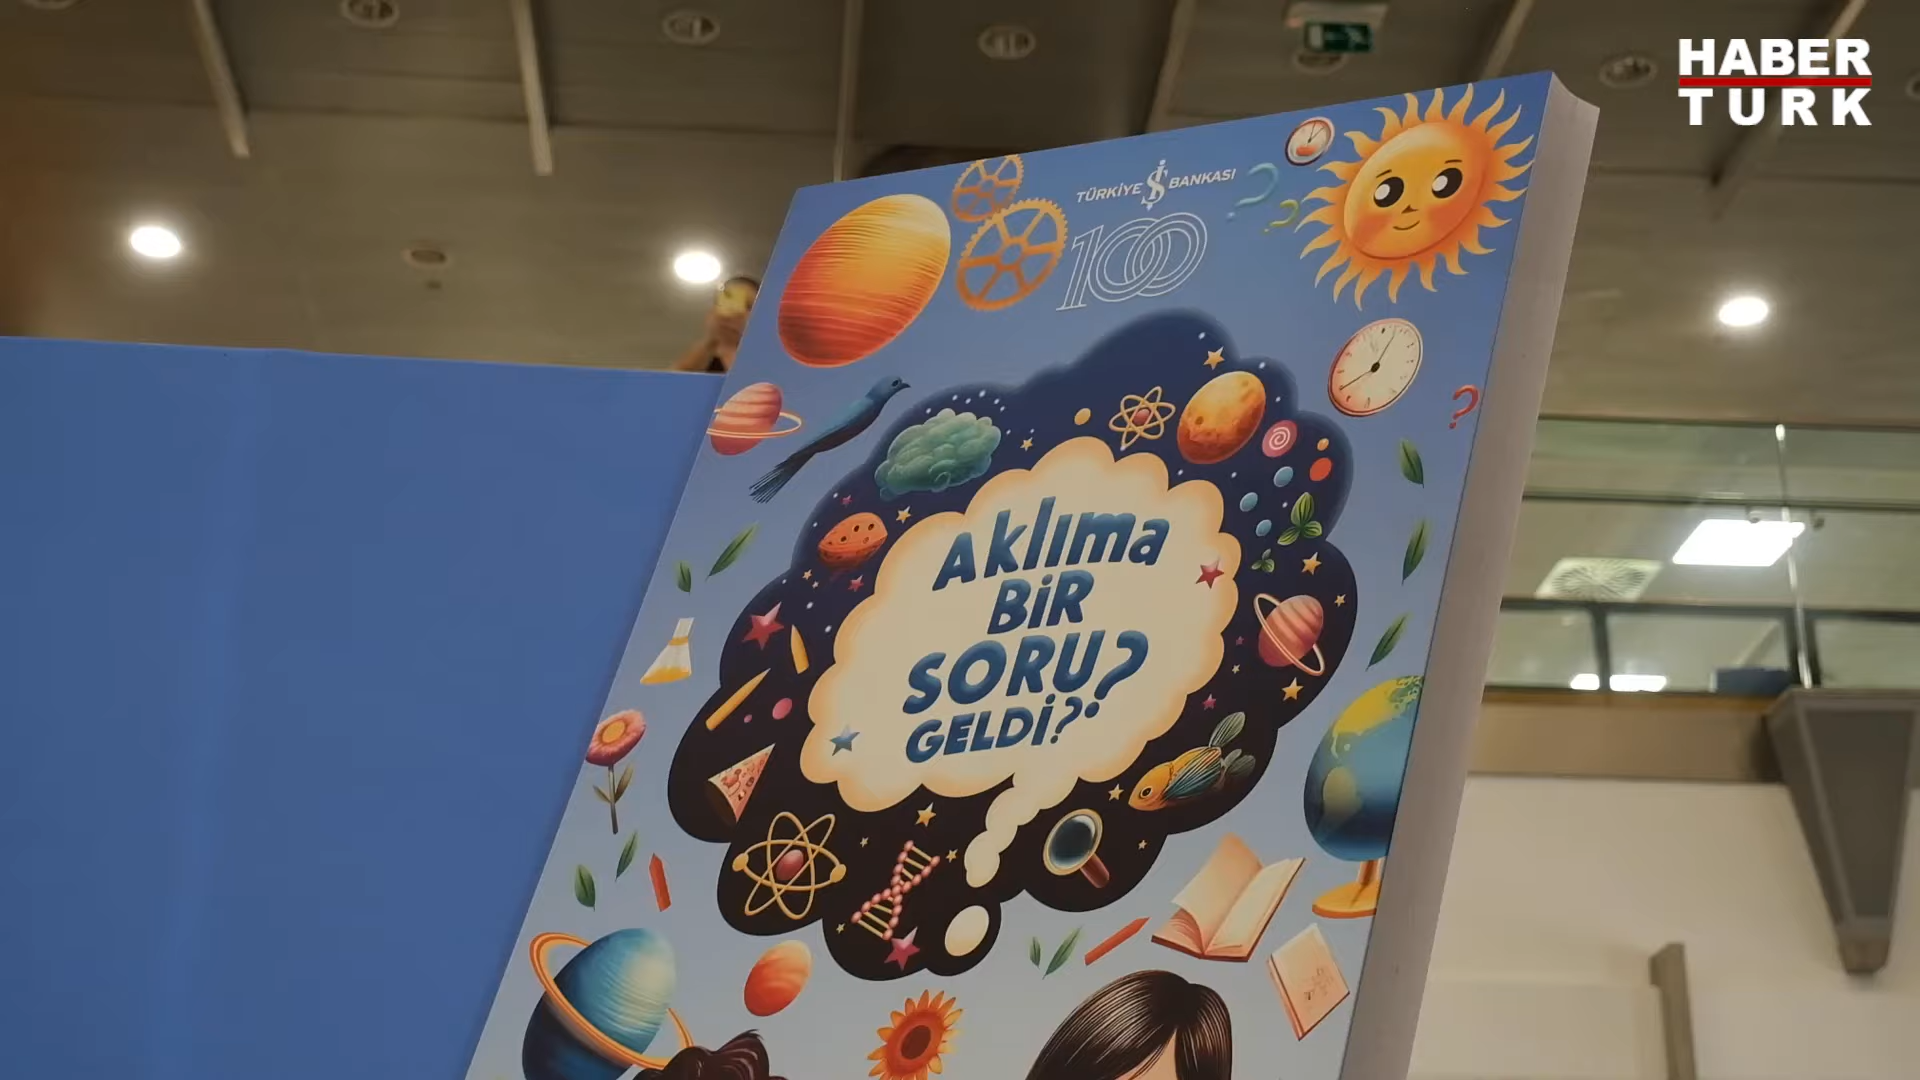 HABER
TURK
TÜRKİYE İŞ BANKASI
100
AKlıma
BİR
SORU?
GELDİ?